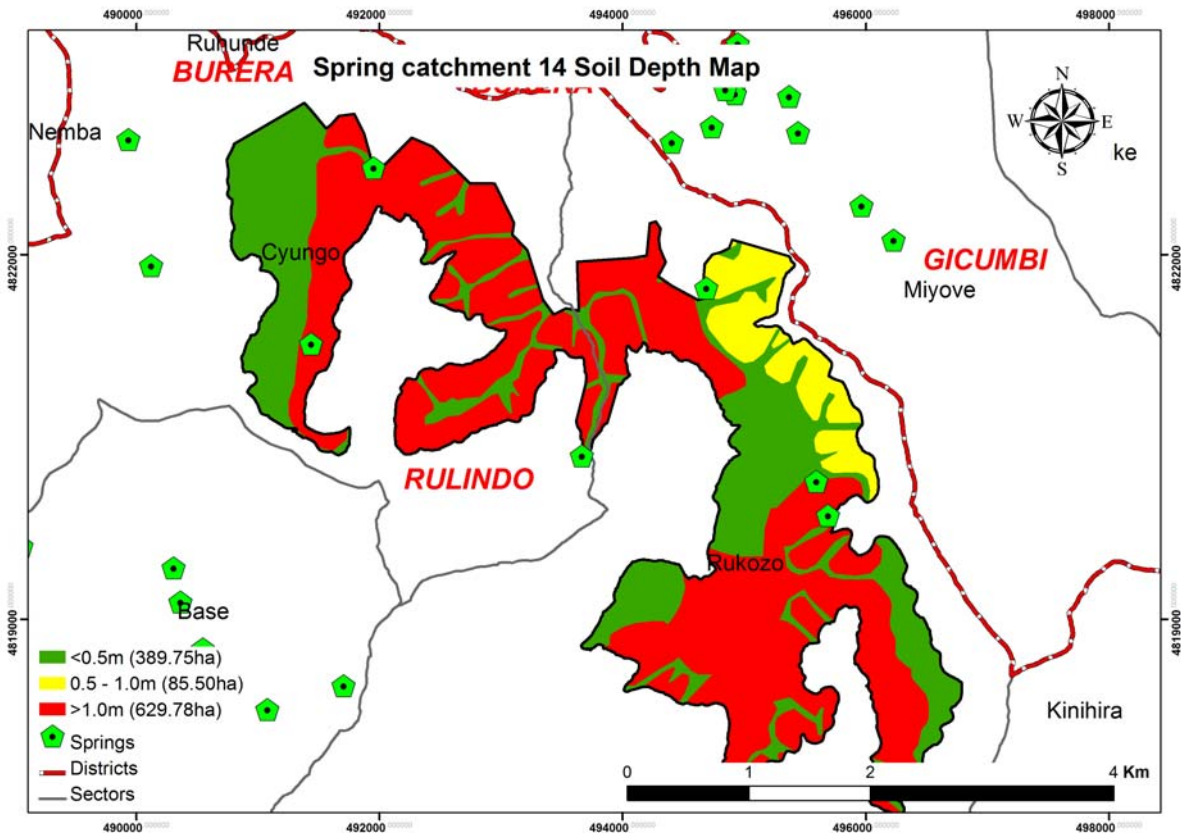 490000
492000
494000
496000
498000
Ruhunde
BURERA
Spring catchment 14 Soil Depth Map
BURERA
N
W
E
S
Nemba
ke
Cyungo
4822000
4822000
GICUMBI
Miyove
RULINDO
Rukozo
Base
4819000
4819000
<0.5m (389.75ha)
0.5 - 1.0m (85.50ha)
>1.0m (629.78ha)
Springs
Districts
Sectors
Kinihira
0
1
2
4 Km
490000
492000
494000
496000
498000